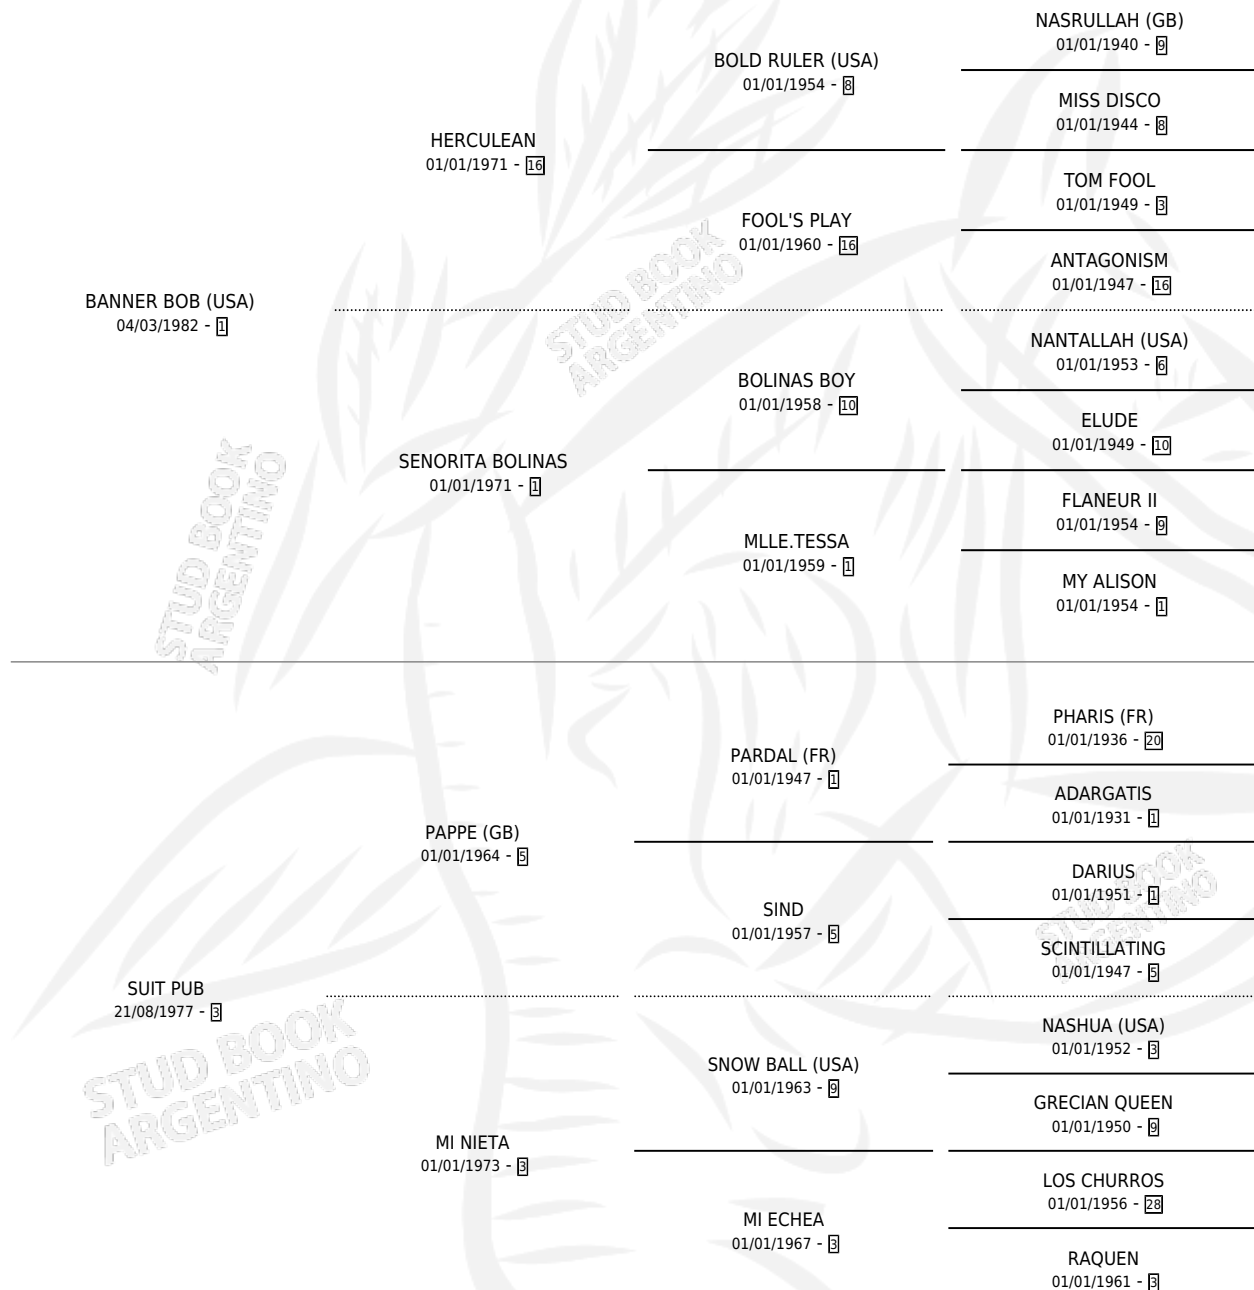 NASRULLAH (GB)
01/01/1940 - 9
BOLD RULER (USA)
01/01/1954 - 8
MISS DISCO
01/01/1944 - 8
HERCULEAN
01/01/1971 - 16
TOM FOOL
01/01/1949 - 3
FOOL'S PLAY
01/01/1960 - 16
ANTAGONISM
01/01/1947 - 16
BANNER BOB (USA)
04/03/1982 - 1
STUD BOOK
ARGENTINO
NANTALLAH (USA)
01/01/1953 - 6
BOLINAS BOY
01/01/1958 - 10
ELUDE
01/01/1949 - 10
SENORITA BOLINAS
01/01/1971 - 1
FLANEUR II
01/01/1954 - 9
MLLE.TESSA
01/01/1959 - 1
MY ALISON
01/01/1954 - 1
STUD BOOK
ARGENTINO
PHARIS (FR)
01/01/1936 - 20
PARDAL (FR)
01/01/1947 - 1
ADARGATIS
01/01/1931 - 1
PAPPE (GB)
01/01/1964 - 5
DARIUS
01/01/1951 - 1
SIND
01/01/1957 - 5
SCINTILLATING
01/01/1947 - 5
STUD BOOK
ARGENTINO
SUIT PUB
21/08/1977 - 3
NASHUA (USA)
01/01/1952 - 3
SNOW BALL (USA)
01/01/1963 - 9
GRECIAN QUEEN
01/01/1950 - 9
STUD BOOK
ARGENTINO
MI NIETA
01/01/1973 - 3
LOS CHURROS
01/01/1956 - 28
MI ECHEA
01/01/1967 - 3
RAQUEN
01/01/1961 - 3